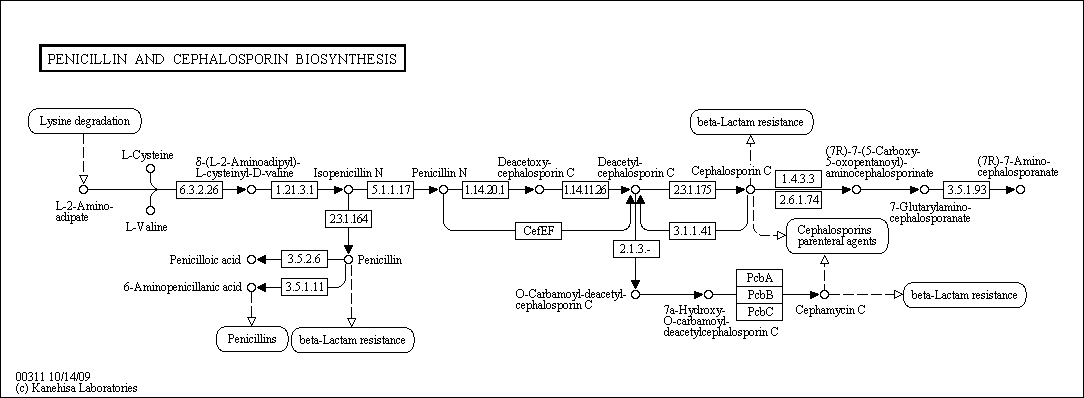 PENICILLIN AND CEPHALOSPORIN BIOSYNTHESIS
Lysine degradation
beta-Lactam resistance
L-Cysteine
δ-(L-2-Aminoadipyl)-
L-cysteinyl-D-valine
Isopenicillin N
Penicillin N
Deacetoxy-
cephalosporin C
Deacetyl-
cephalosporin C
Cephalosporin C
(7R)-7-(5-Carboxy-
5-oxopentanoyl)-
aminocephalosporinate
(7R)-7-Amino-
cephalosporanate
6.3.2.26
1.21.3.1
5.1.1.17
1.14.20.1
1.14.11.26
2.3.1.175
1.4.3.3
2.6.1.74
3.5.1.93
L-2-Amino-
adipate
L-Valine
2.3.1.164
CefEF
3.1.1.41
7-Glutarylamino-
cephalosporanate
Cephalosporins
parenteral agents
2.1.3.-
Penicilloic acid
3.5.2.6
Penicillin
6-Aminopenicillanic acid
3.5.1.11
O-Carbamoyl-deacetyl-
cephalosporin C
7a-Hydroxy-
O-carbamoyl-
deacetylcephalosporin C
PcbA
PcbB
PcbC
Cephamycin C
beta-Lactam resistance
Penicillins
beta-Lactam resistance
00311 10/14/09
(c) Kanehisa Laboratories